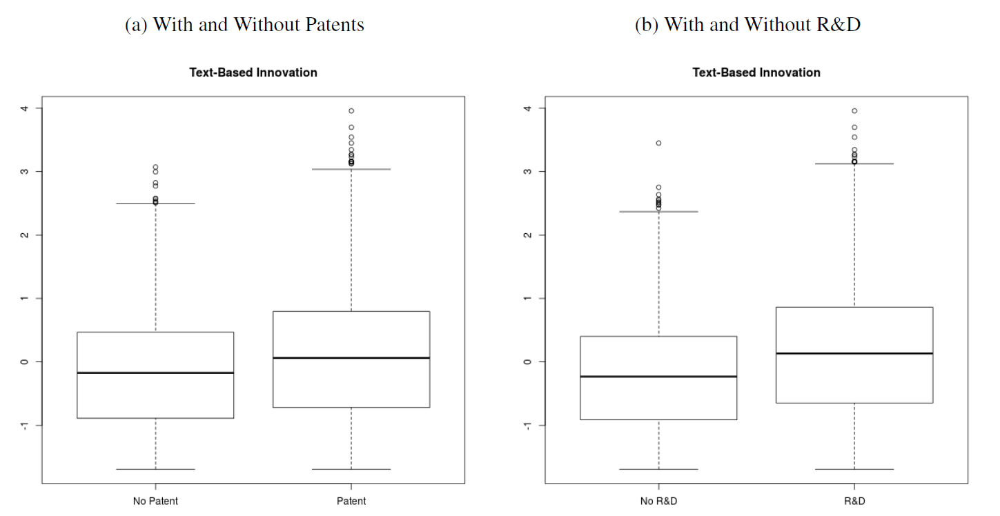 (a) With and Without Patents
Text-Based Innovation
4
3
2
1
0
-1
No Patent Patent
(b) With and Without R&D
Text-Based Innovation
4
3
2
1
0
-1
No R&D R&D